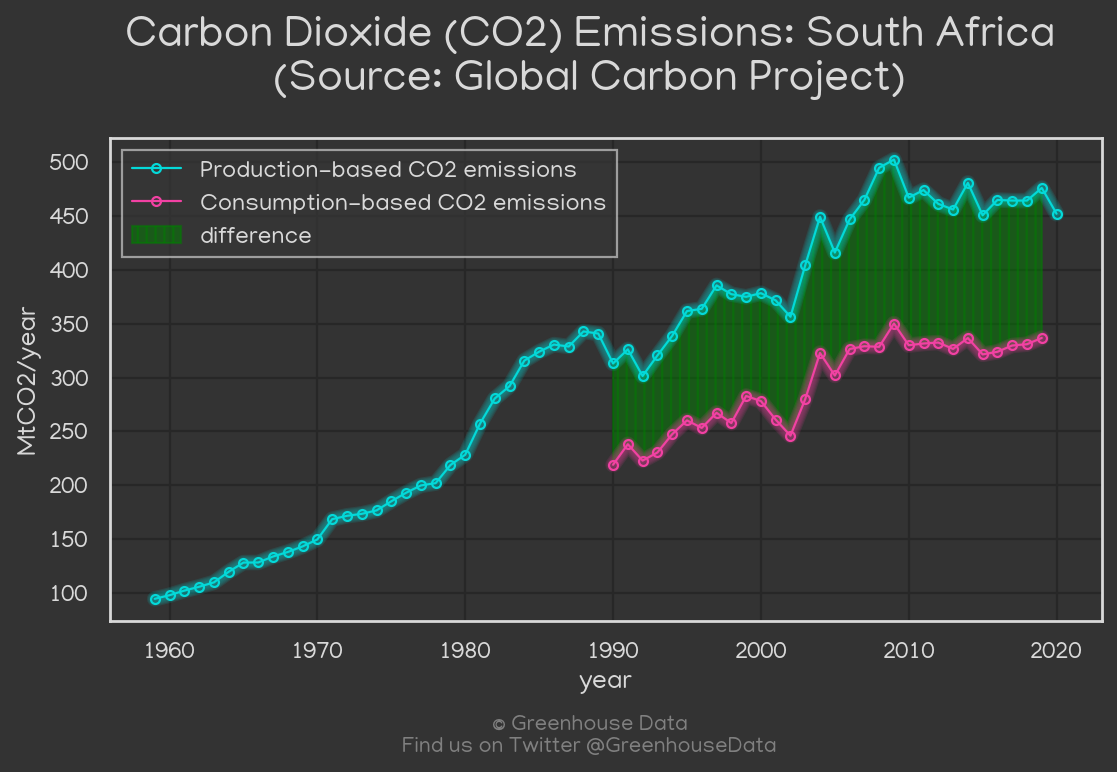 Carbon Dioxide (CO2) Emissions: South Africa
(Source: Global Carbon Project)
Production-based CO2 emissions
Consumption-based CO2 emissions
difference
MtCO2/year
500
450
400
350
300
250
200
150
100
1960 1970 1980 1990 2000 2010 2020
year
© Greenhouse Data
Find us on Twitter @GreenhouseData